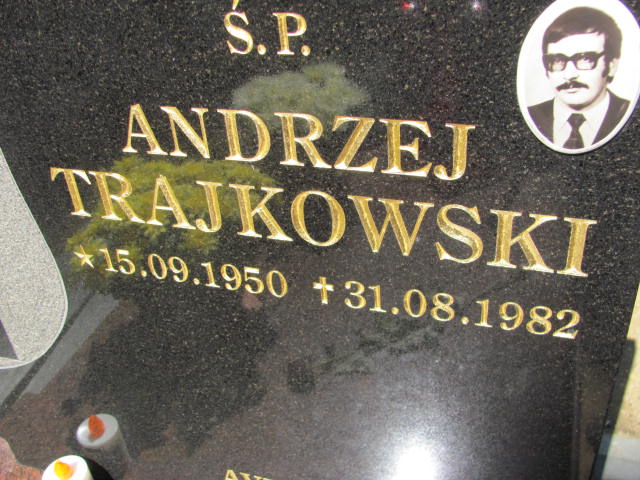 Ś.P.
ANDRZEJ
TRAJKOWSKI
★15.09.1950 ✝31.08.1982